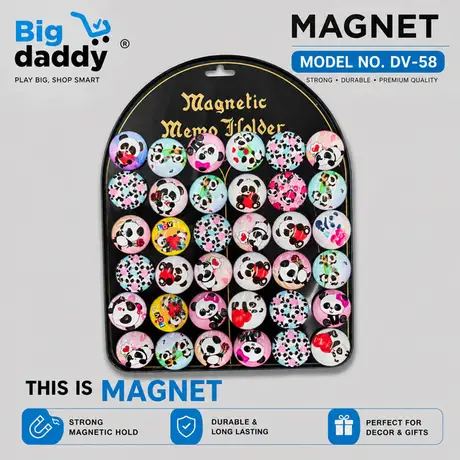 Big
daddy®
PLAY BIG, SHOP SMART
MAGNET
MODEL NO. DV-58
STRONG • DURABLE • PREMIUM QUALITY
Magnetic
Memo Holder
THIS IS MAGNET
STRONG
MAGNETIC HOLD
DURABLE &
LONG LASTING
PERFECT FOR
DECOR & GIFTS